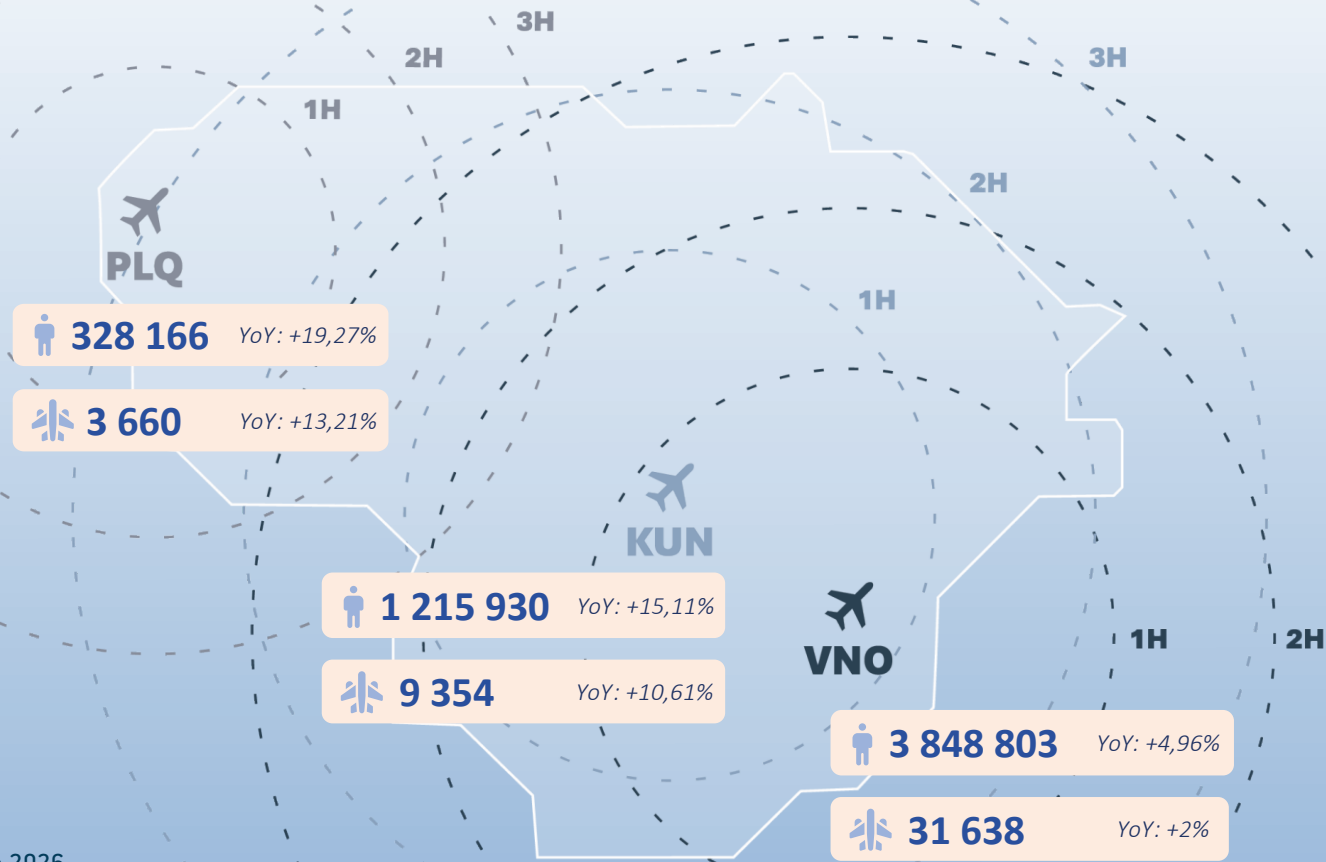 3H
2H
3H
1H
2H
PLQ
1H
328 166 YoY: +19,27%
3 660 YoY: +13,21%
KUN
1 215 930 YoY: +15,11%
1H
2H
VNO
9 354 YoY: +10,61%
3 848 803 YoY: +4,96%
31 638 YoY: +2%
2026